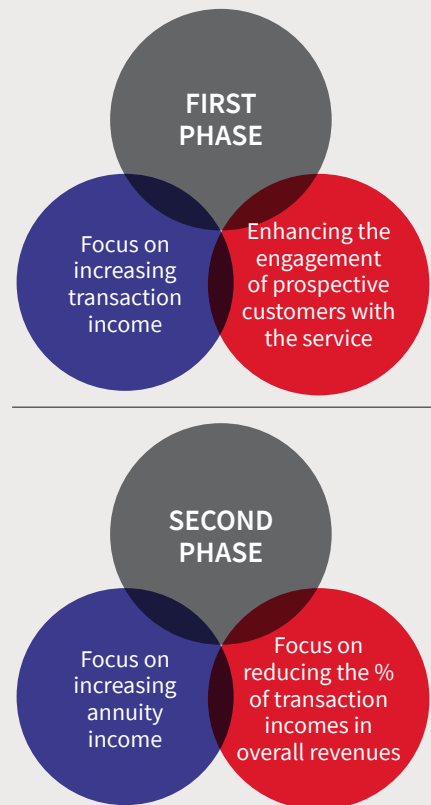 FIRST
PHASE
Focus on
increasing
transaction
income
Enhancing the
engagement
of prospective
customers with
the service
SECOND
PHASE
Focus on
increasing
annuity
income
Focus on
reducing the %
of transaction
incomes in
overall revenues